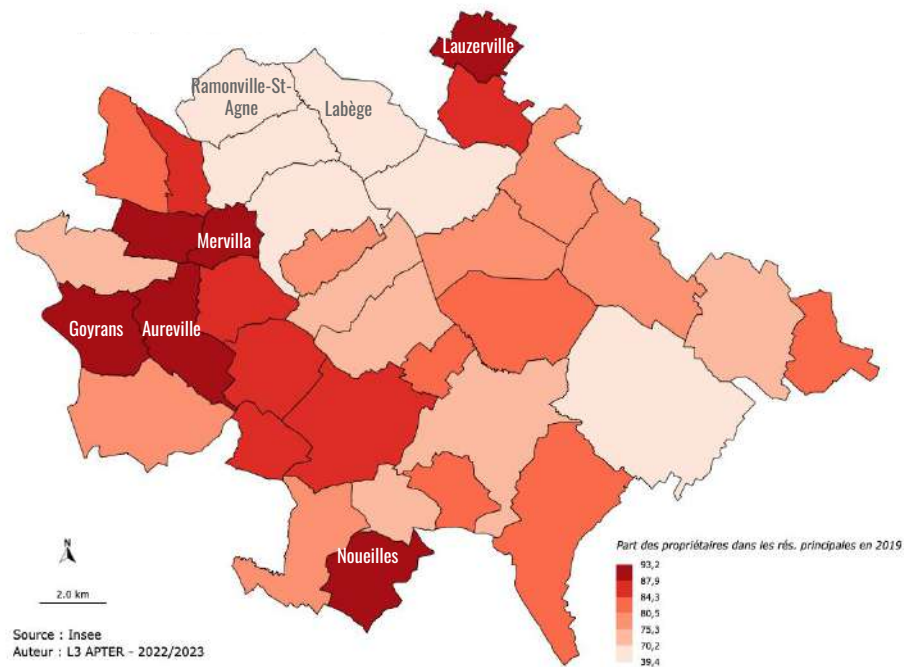 Lauzerville
Ramonville-St-
Agne
Labège
Mervilla
Goyrans
Aureville
Noueilles
N
2.0 km
Source : Insee
Auteur : L3 APTER - 2022/2023
Part des propriétaires dans les rés. principales en 2019
93,2
87,9
84,3
80,5
75,3
70,2
39,4